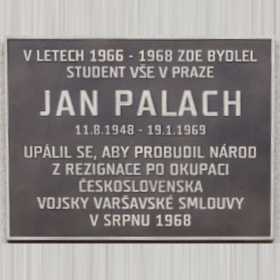 V LETECH 1966 - 1968 ZDE BYDLEL
STUDENT VŠE V PRAZE
JAN PALACH
11.8.1948 - 19.1.1969
UPÁLIL SE, ABY PROBUDIL NÁROD
Z REZIGNACE PO OKUPACI
ČESKOSLOVENSKA
VOJSKY VARŠAVSKÉ SMLOUVY
V SRPNU 1968